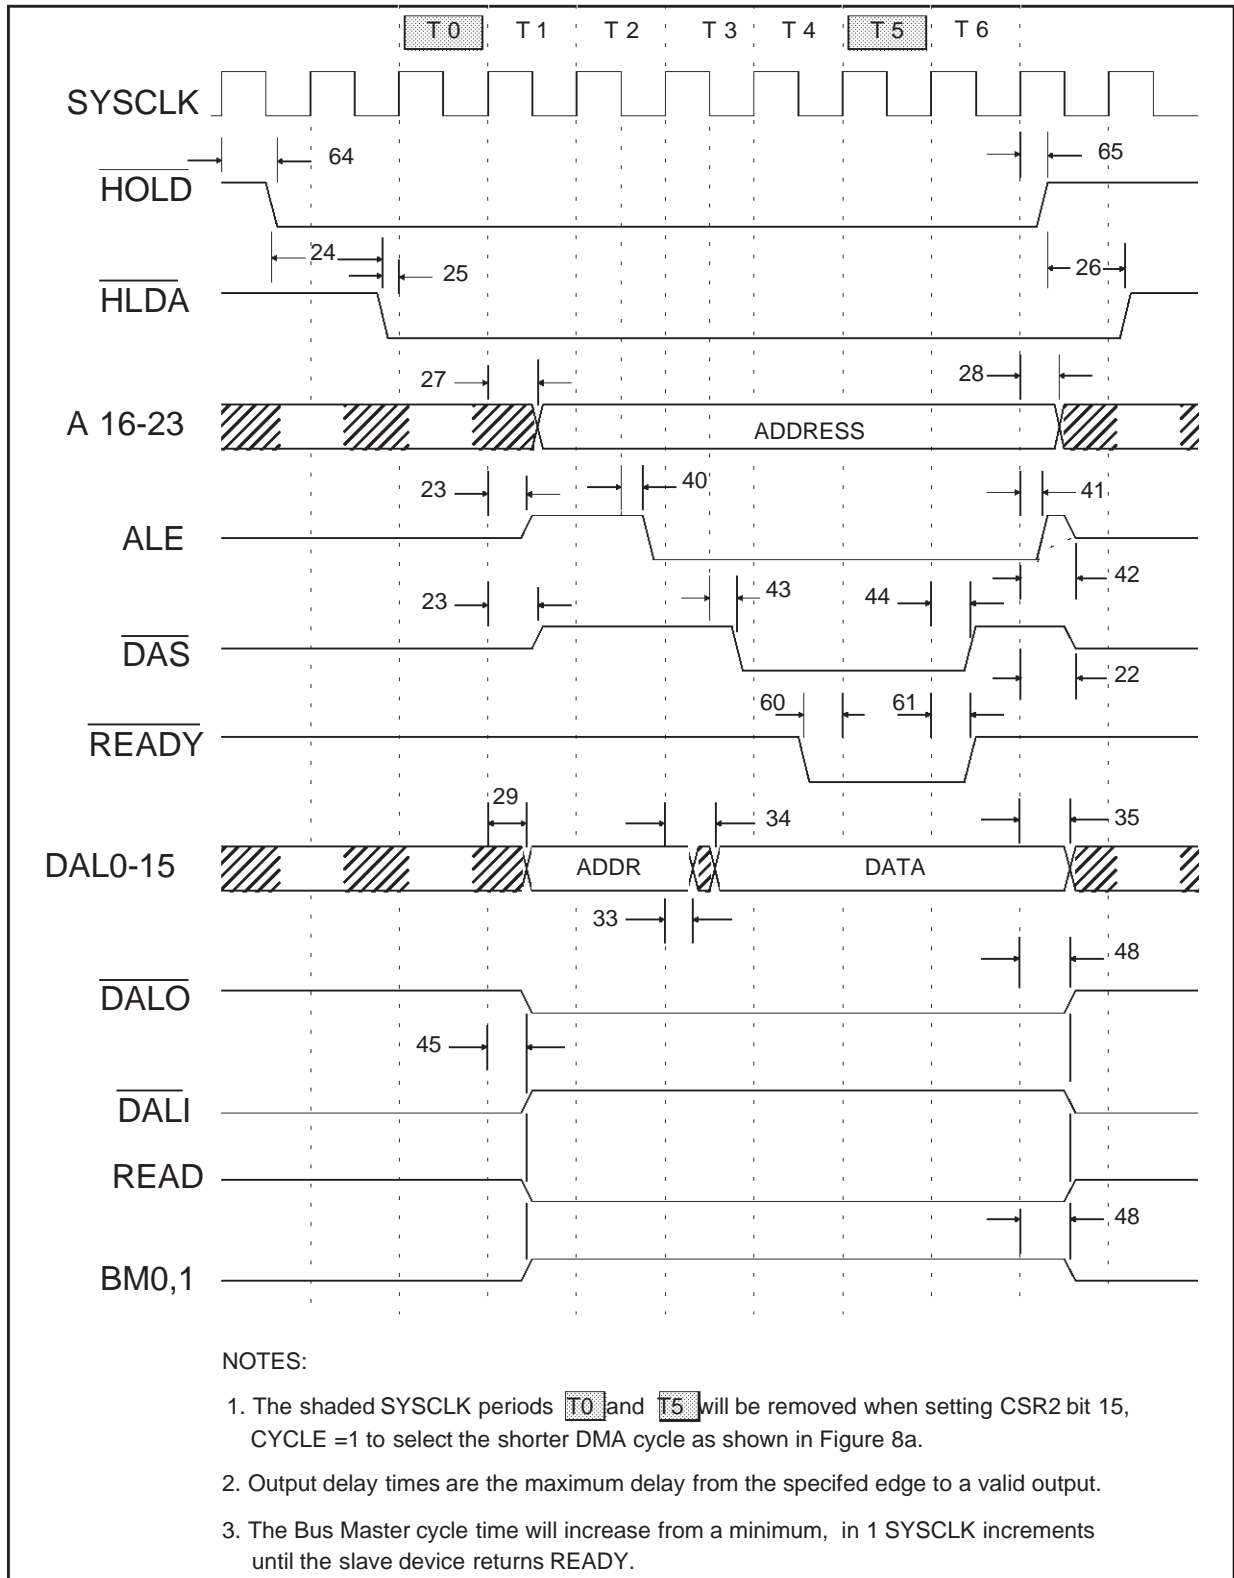 T 0 T 1 T 2 T 3 T 4 T 5 T 6
SYSCLK
64 65
HOLD
24 25 26
HLDA
27 28
A 16-23 ADDRESS
23 40 41
ALE
42
23 43 44
DAS
22
60 61
READY
29 34 35
DAL0-15 ADDR DATA
33
48
DALO
45
DALI
READ
48
BM0,1
NOTES:
1. The shaded SYSCLK periods T0 and T5 will be removed when setting CSR2 bit 15,
CYCLE =1 to select the shorter DMA cycle as shown in Figure 8a.
2. Output delay times are the maximum delay from the specifed edge to a valid output.
3. The Bus Master cycle time will increase from a minimum, in 1 SYSCLK increments
until the slave device returns READY.